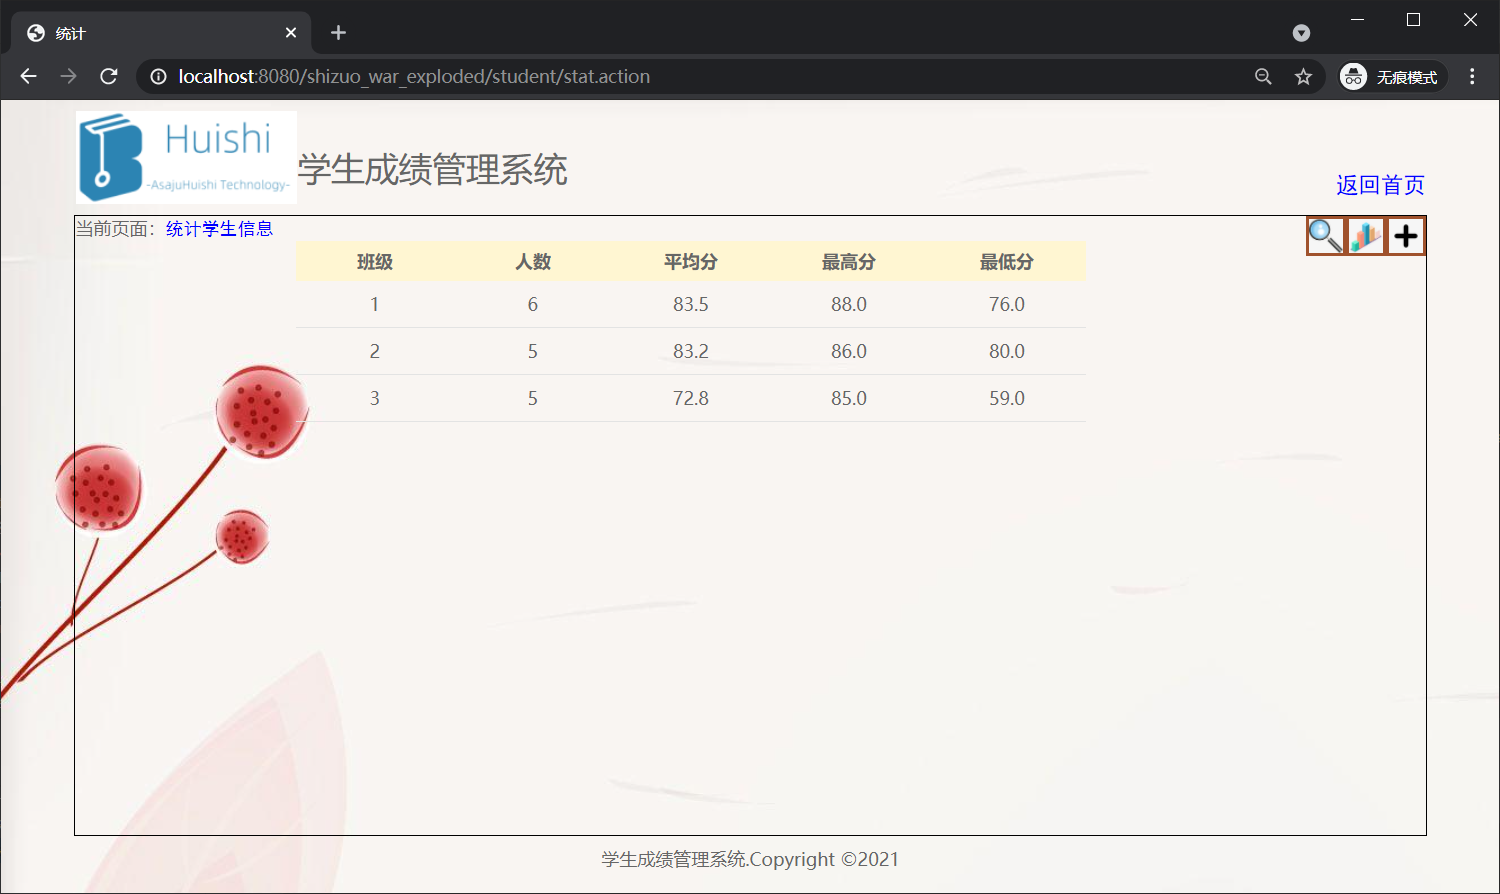 统计
localhost:8080/shizuo_war_exploded/student/stat.action
无痕模式
Huishi
-AsajuHuishi Technology-
学生成绩管理系统
返回首页
当前页面：统计学生信息
班级 人数 平均分 最高分 最低分
1 6 83.5 88.0 76.0
2 5 83.2 86.0 80.0
3 5 72.8 85.0 59.0
学生成绩管理系统.Copyright ©2021